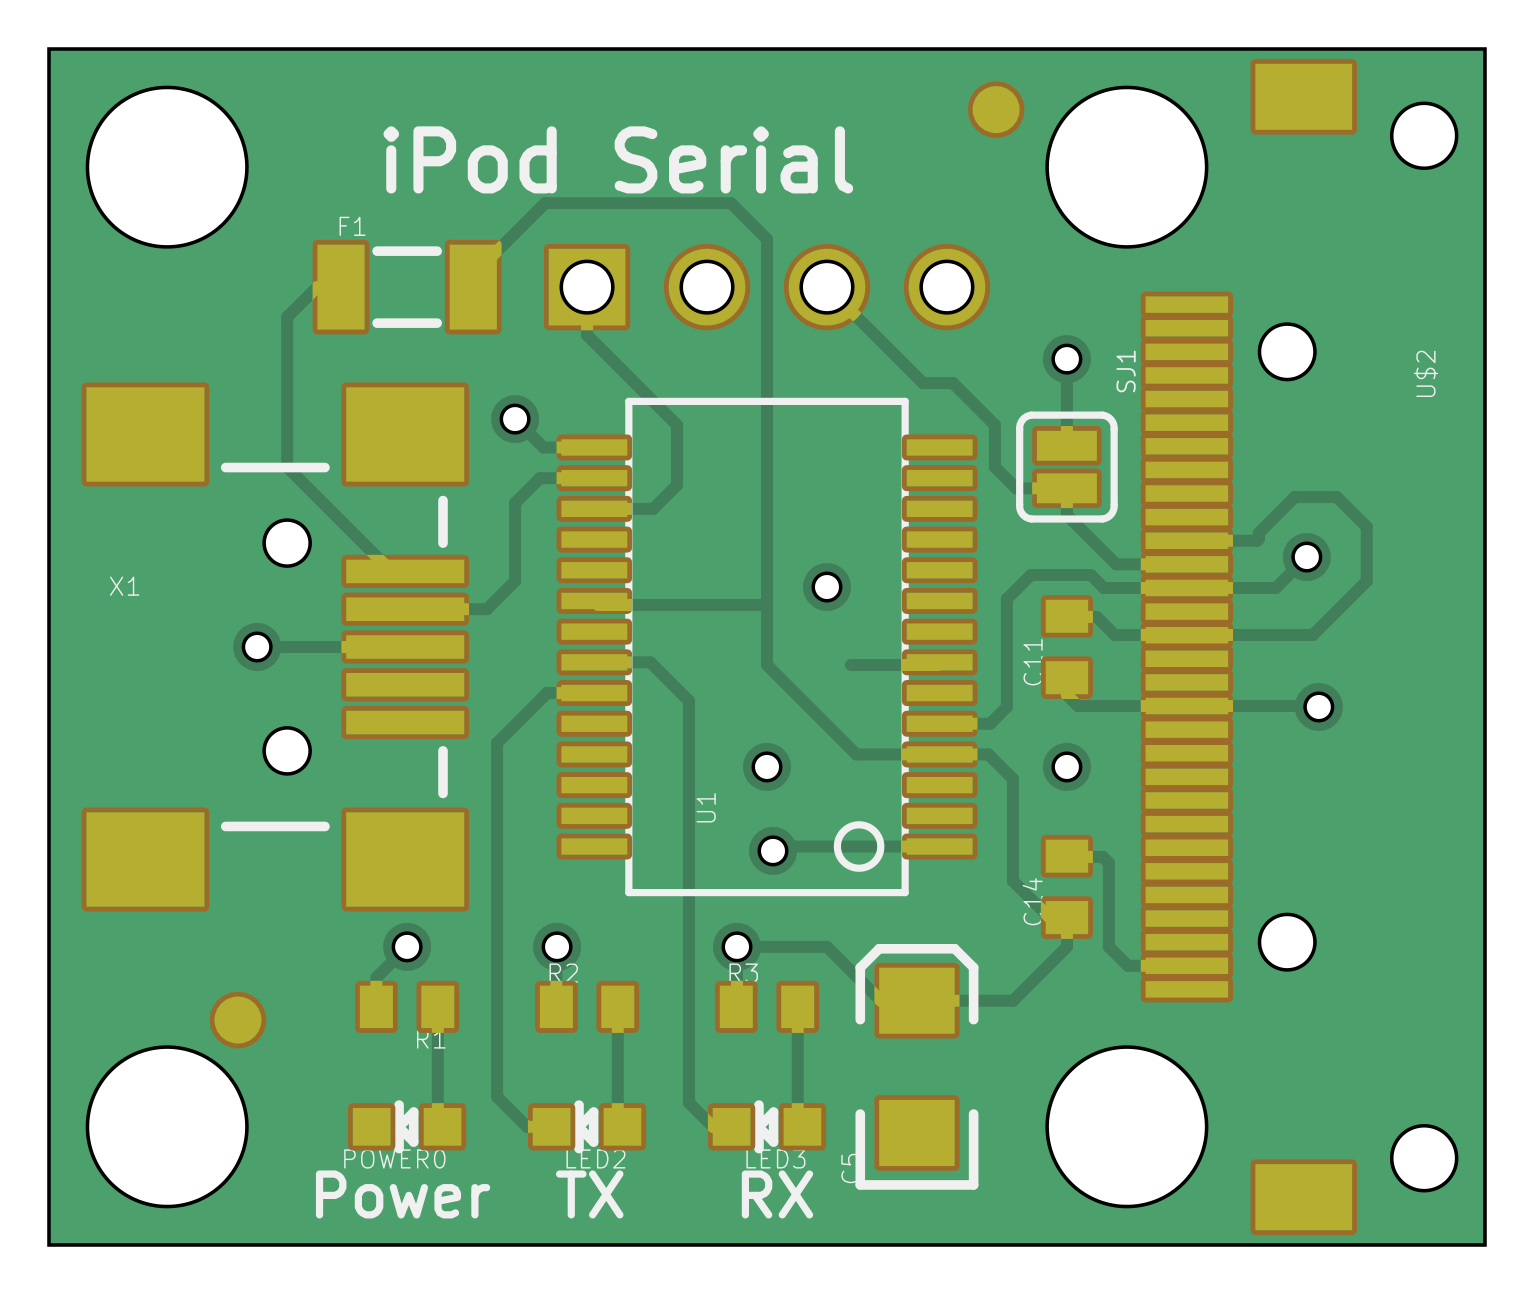 iPod Serial
F1
SJ1
U$2
X1
C11
U1
C14
R2
R3
R1
POWER0
LED2
LED3
C5
Power
TX
RX